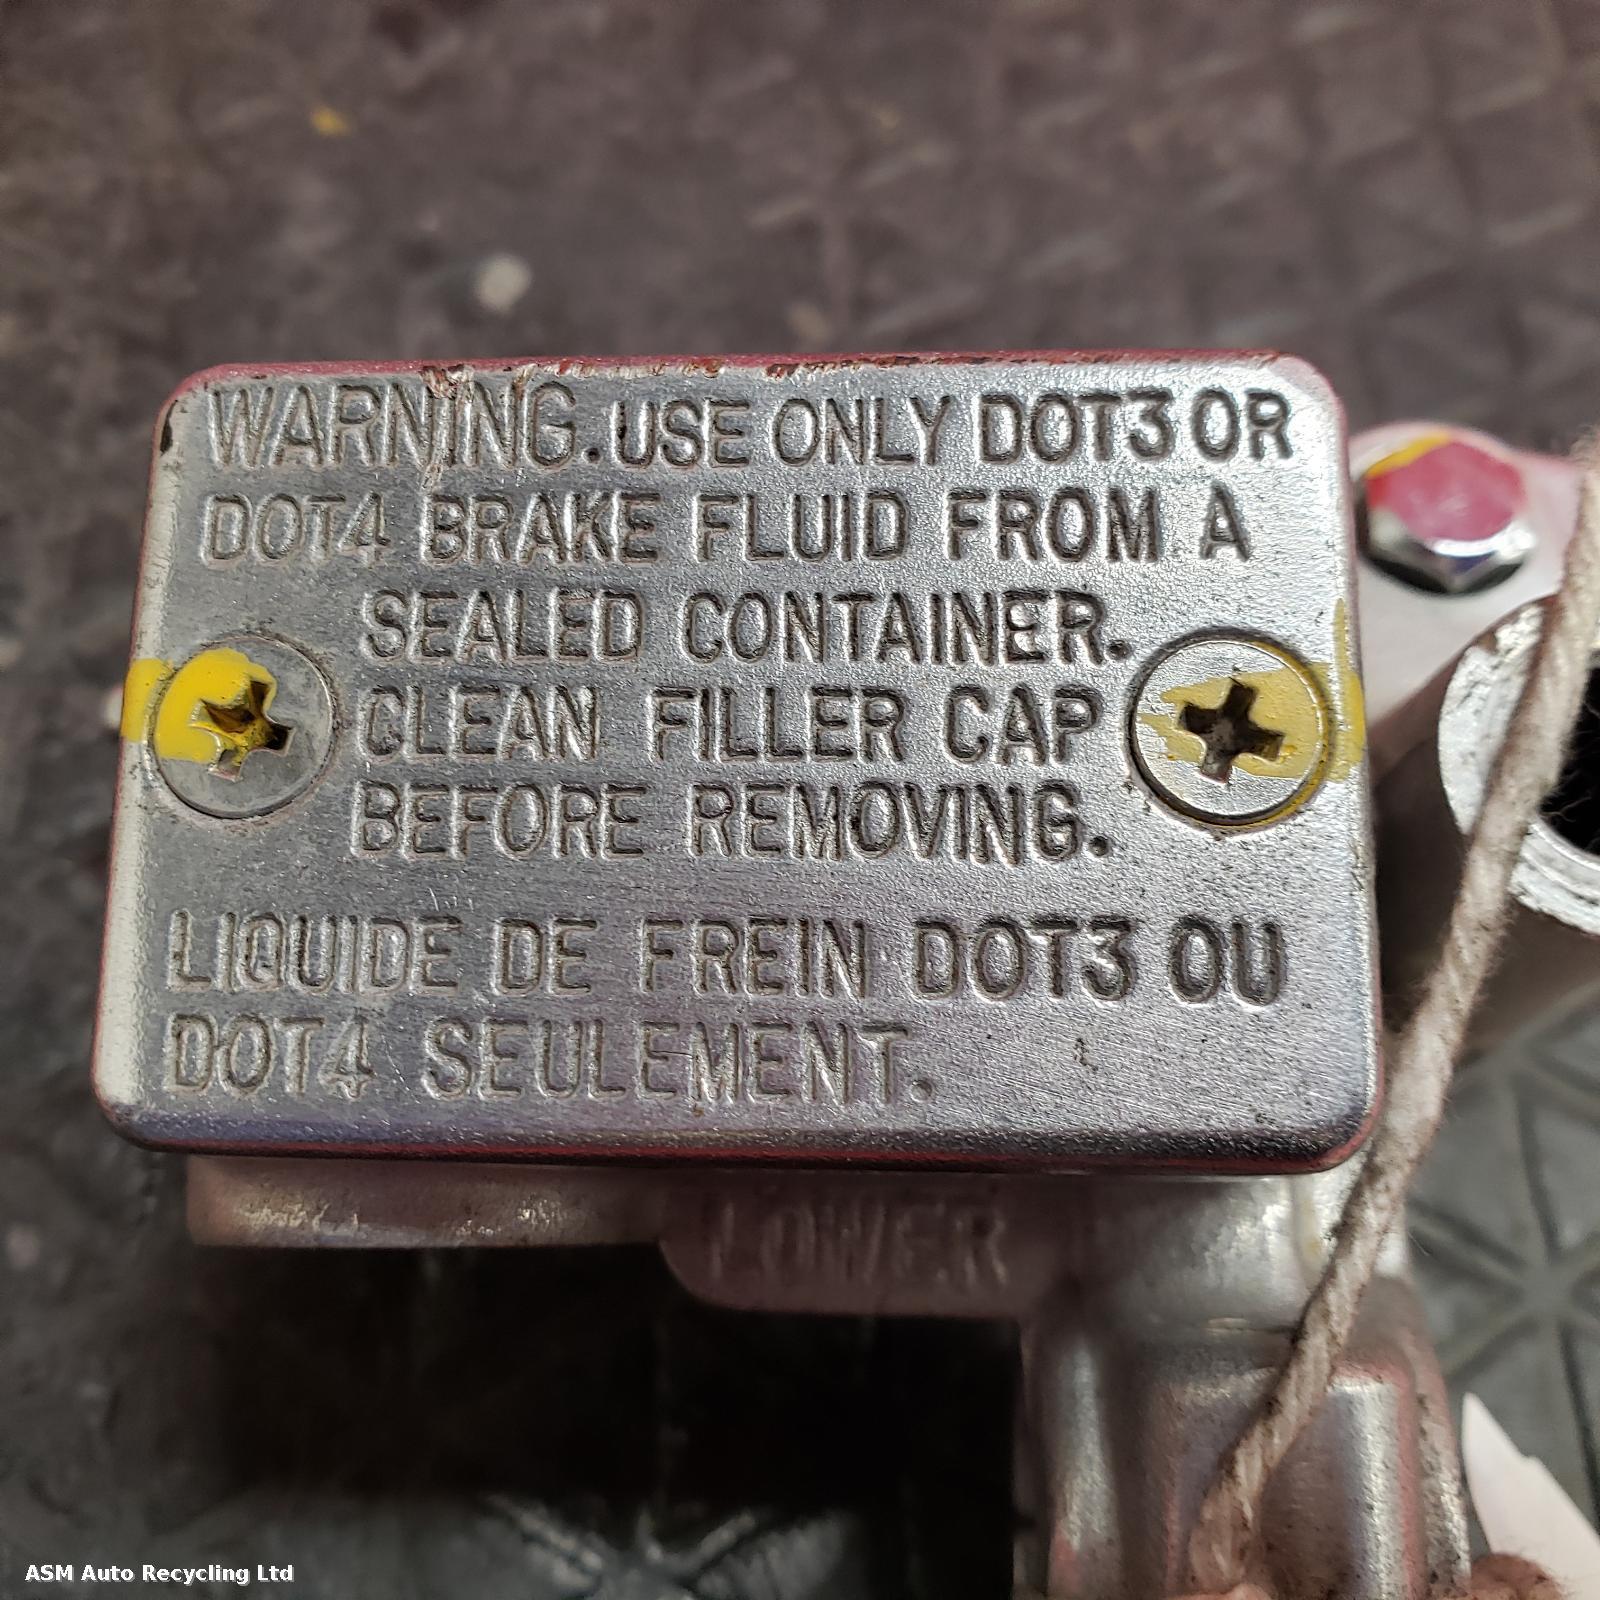 WARNING. USE ONLY DOT3 OR
DOT4 BRAKE FLUID FROM A
SEALED CONTAINER.
CLEAN FILLER CAP
BEFORE REMOVING.
LIQUIDE DE FREIN DOT3 OU
DOT4 SEULEMENT.
LOWER
ASM Auto Recycling Ltd